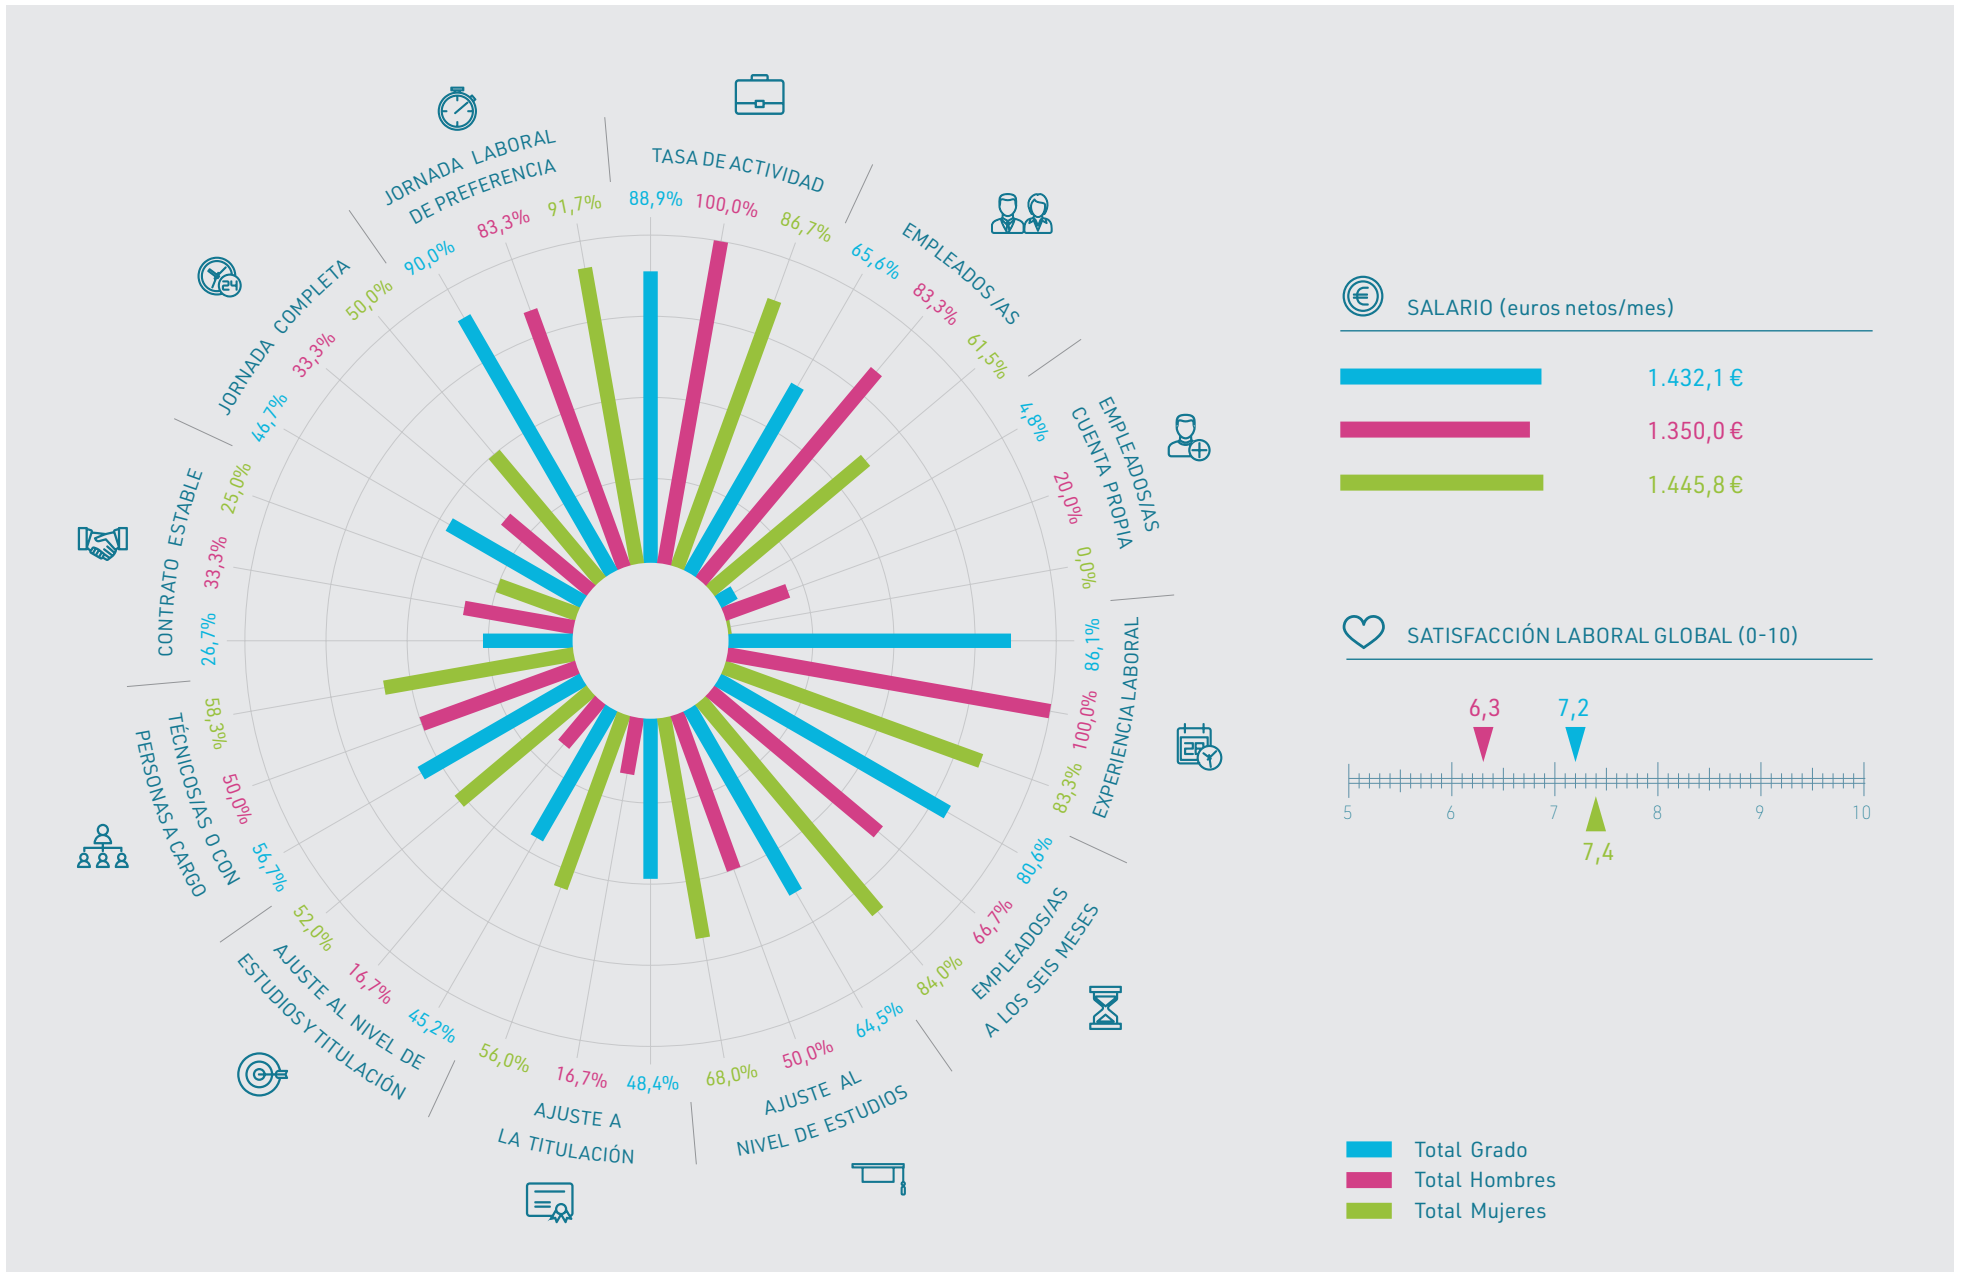 TASA DE ACTIVIDAD
88,9%
100,0%
86,7%
EMPLEADOS /AS
65,6%
83,3%
61,5%
EMPLEADOS/AS
CUENTA PROPIA
4,8%
20,0%
0,0%
EXPERIENCIA LABORAL
86,1%
100,0%
83,3%
EMPLEADOS/AS
A LOS SEIS MESES
80,6%
66,7%
84,0%
AJUSTE AL
NIVEL DE ESTUDIOS
64,5%
50,0%
68,0%
AJUSTE A
LA TITULACIÓN
48,4%
16,7%
56,0%
AJUSTE AL NIVEL DE
ESTUDIOS Y TITULACIÓN
45,2%
16,7%
52,0%
TÉCNICOS/AS O CON
PERSONAS A CARGO
56,7%
50,0%
58,3%
CONTRATO ESTABLE
26,7%
33,3%
25,0%
JORNADA COMPLETA
46,7%
33,3%
50,0%
JORNADA LABORAL
DE PREFERENCIA
90,0%
83,3%
91,7%
24
28
SALARIO (euros netos/mes)
€
1.432,1 €
1.350,0 €
1.445,8 €
SATISFACCIÓN LABORAL GLOBAL (0-10)
6,3
7,2
5
6
7
8
9
10
7,4
Total Grado
Total Hombres
Total Mujeres